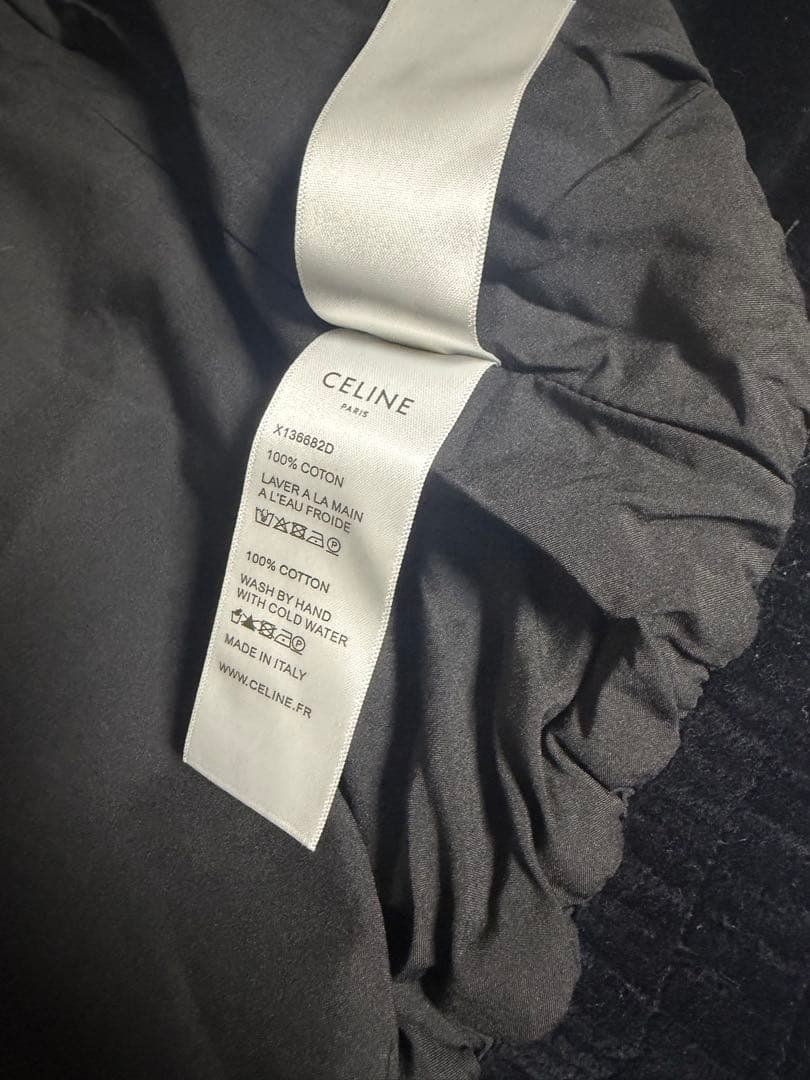 CELINE
PARIS
X136682D
100% COTON
LAVER A LA MAIN
A L'EAU FROIDE
P
100% COTTON
WASH BY HAND
WITH COLD WATER
P
MADE IN ITALY
WWW.CELINE.FR